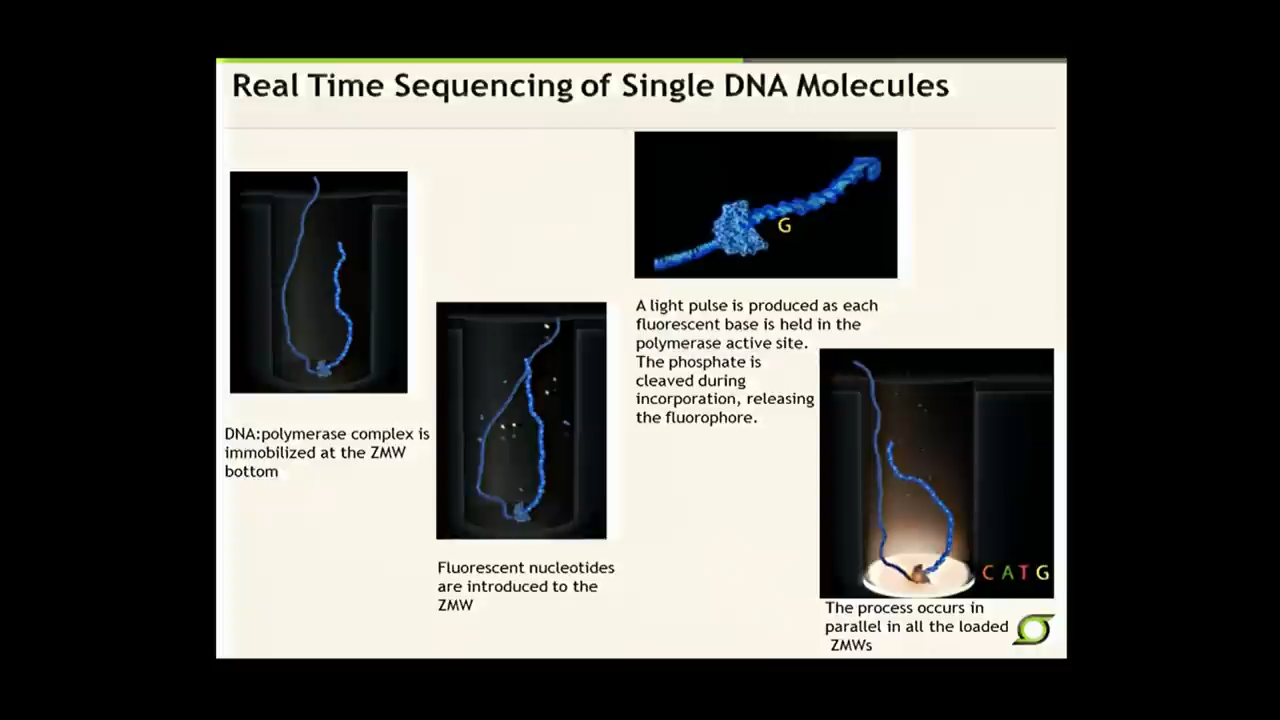 Real Time Sequencing of Single DNA Molecules
DNA:polymerase complex is
immobilized at the ZMW
bottom
Fluorescent nucleotides
are introduced to the
ZMW
G
A light pulse is produced as each
fluorescent base is held in the
polymerase active site.
The phosphate is
cleaved during
incorporation, releasing
the fluorophore.
C A T G
The process occurs in
parallel in all the loaded
ZMWs